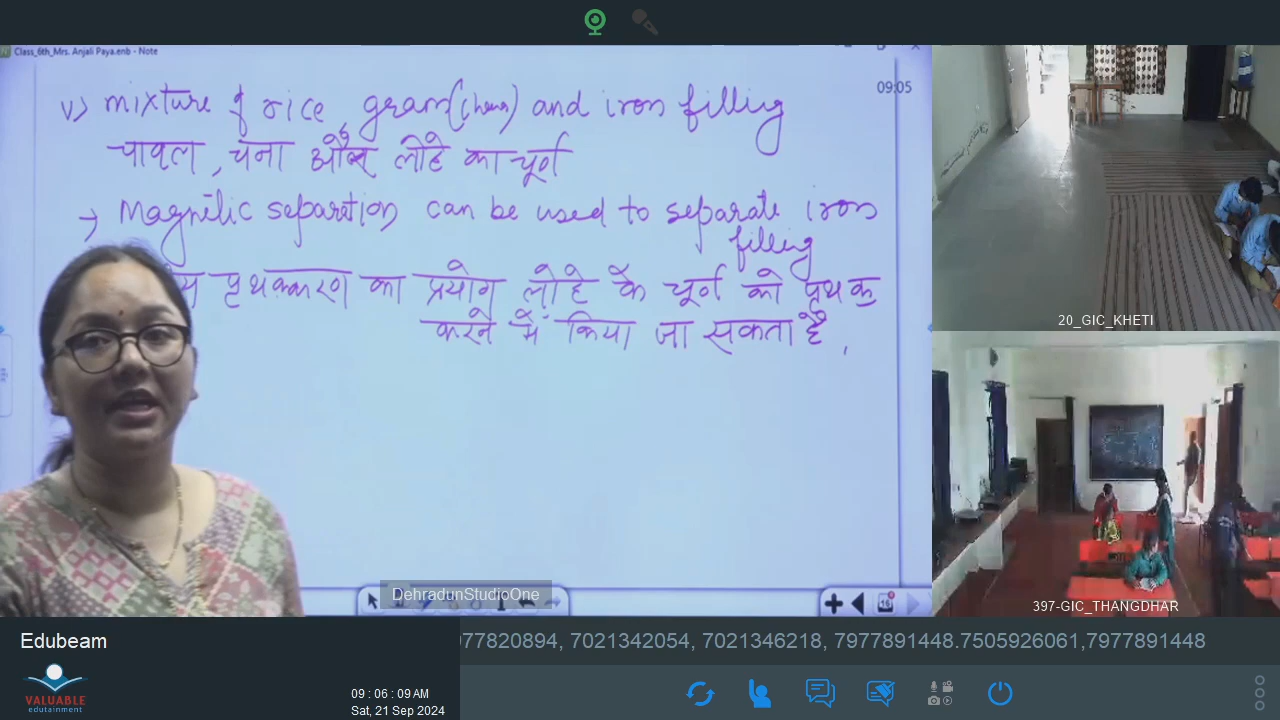 Class_6th_Mrs. Anjali Paya.enb - Note
09:05
v) mixture of rice gram(chana) and iron filling
चावल, चना और लोहे का चूर्ण
→ Magnetic separation can be used to separate iron
filling
पृथक्करण का प्रयोग लोहे के चूर्ण को पृथक
करने में किया जा सकता है,
DehradunStudioOne
20_GIC_KHETI
397-GIC_THANGDHAR
Edubeam
977820894, 7021342054, 7021346218, 7977891448.7505926061,7977891448
VALUABLE
edutainment
09 : 06 : 09 AM
Sat, 21 Sep 2024